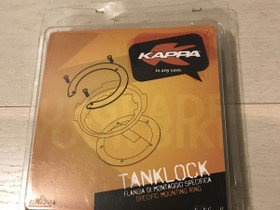 KAPPA
in any case.
TANKLOCK
FLANGIA DI MONTAGGIO SPECIFICA
SPECIFIC MOUNTING RING